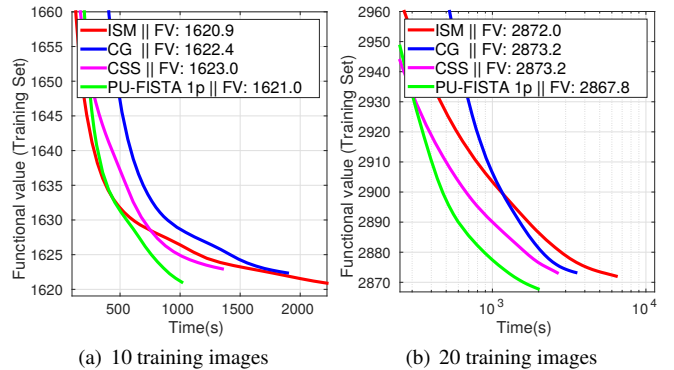 1660
1655
1650
1645
1640
1635
1630
1625
1620
Functional value (Training Set)
ISM || FV: 1620.9
CG || FV: 1622.4
CSS || FV: 1623.0
PU-FISTA 1p || FV: 1621.0
500 1000 1500 2000
Time(s)
(a) 10 training images
2960
2950
2940
2930
2920
2910
2900
2890
2880
2870
Functional value (Training Set)
ISM || FV: 2872.0
CG || FV: 2873.2
CSS || FV: 2873.2
PU-FISTA 1p || FV: 2867.8
10³ 10⁴
Time(s)
(b) 20 training images